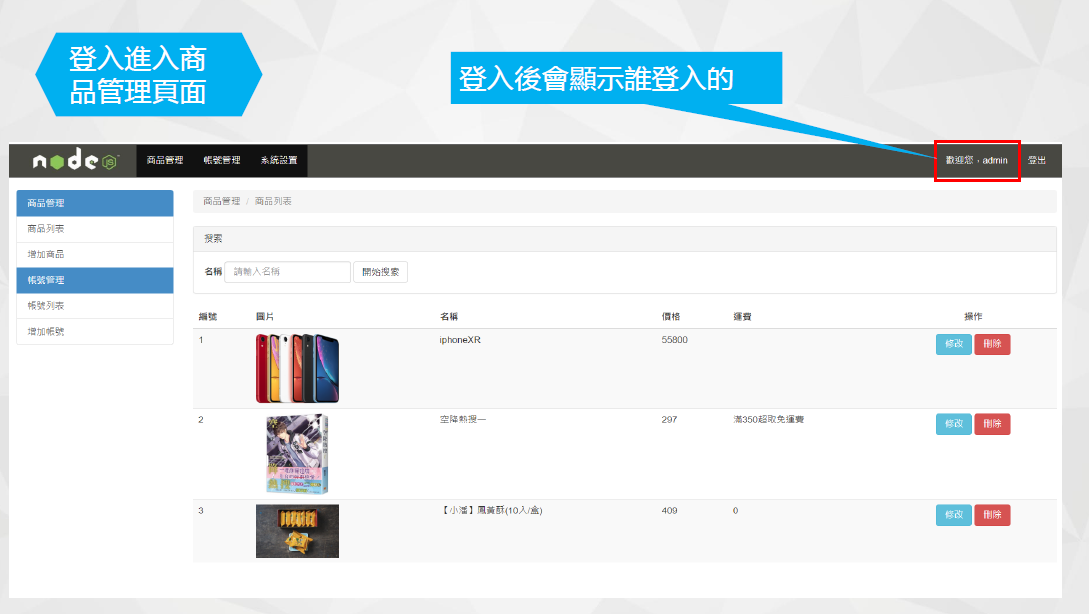 登入進入商
品管理頁面
登入後會顯示誰登入的
node JS
商品管理 帳號管理 系統設置
歡迎您，admin 登出
商品管理
商品列表
增加商品
帳號管理
帳號列表
增加帳號
商品管理 / 商品列表
搜索
名稱 請輸入名稱 開始搜索
編號 圖片 名稱 價格 運費 操作
1 iphoneXR 55800 修改 刪除
2 空降熱搜一 297 滿350超取免運費 修改 刪除
3 【小潘】鳳黃酥(10入/盒) 409 0 修改 刪除